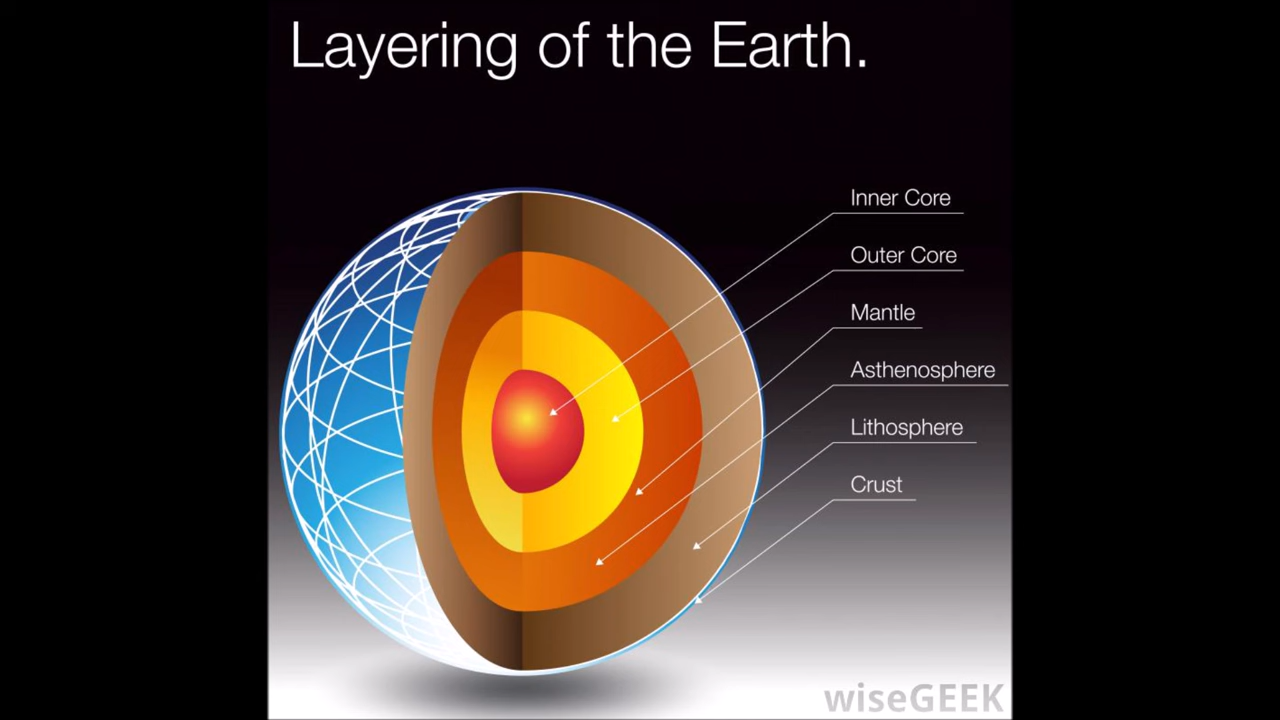 Layering of the Earth.
Inner Core
Outer Core
Mantle
Asthenosphere
Lithosphere
Crust
wiseGEEK